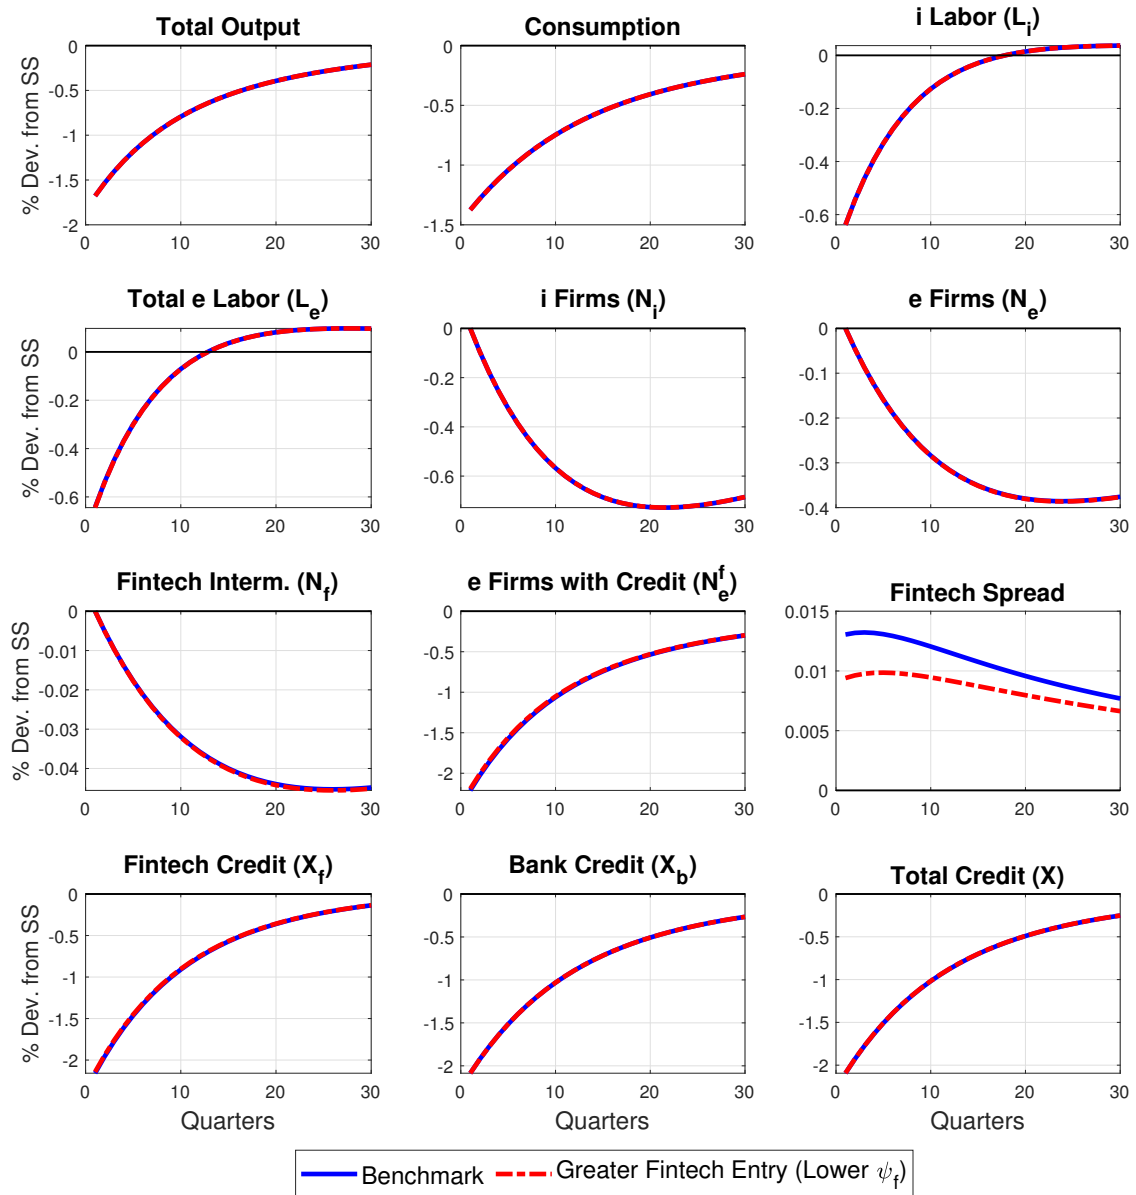 Total Output
Consumption
i Labor (L_i)
% Dev. from SS
0
-0.5
-1
-1.5
-2
0 10 20 30
0
-0.5
-1
-1.5
0 10 20 30
0
-0.2
-0.4
-0.6
0 10 20 30
Total e Labor (L_e)
i Firms (N_i)
e Firms (N_e)
% Dev. from SS
0
-0.2
-0.4
-0.6
0 10 20 30
0
-0.2
-0.4
-0.6
0 10 20 30
0
-0.1
-0.2
-0.3
-0.4
0 10 20 30
Fintech Interm. (N_f)
e Firms with Credit (N_e^f)
Fintech Spread
% Dev. from SS
0
-0.01
-0.02
-0.03
-0.04
0 10 20 30
0
-0.5
-1
-1.5
-2
0 10 20 30
0.015
0.01
0.005
0
0 10 20 30
Fintech Credit (X_f)
Bank Credit (X_b)
Total Credit (X)
% Dev. from SS
0
-0.5
-1
-1.5
-2
0 10 20 30
Quarters
0
-0.5
-1
-1.5
-2
0 10 20 30
Quarters
0
-0.5
-1
-1.5
-2
0 10 20 30
Quarters
Benchmark Greater Fintech Entry (Lower ψ_f)